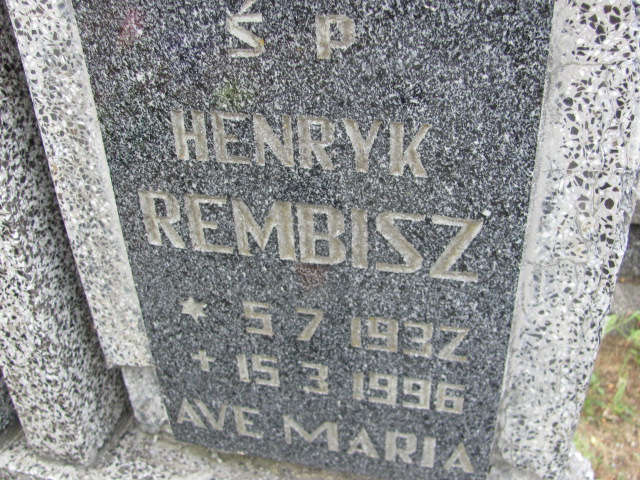 Ś P
HENRYK
REMBISZ
* 5 7 1932
+ 15 3 1996
AVE MARIA